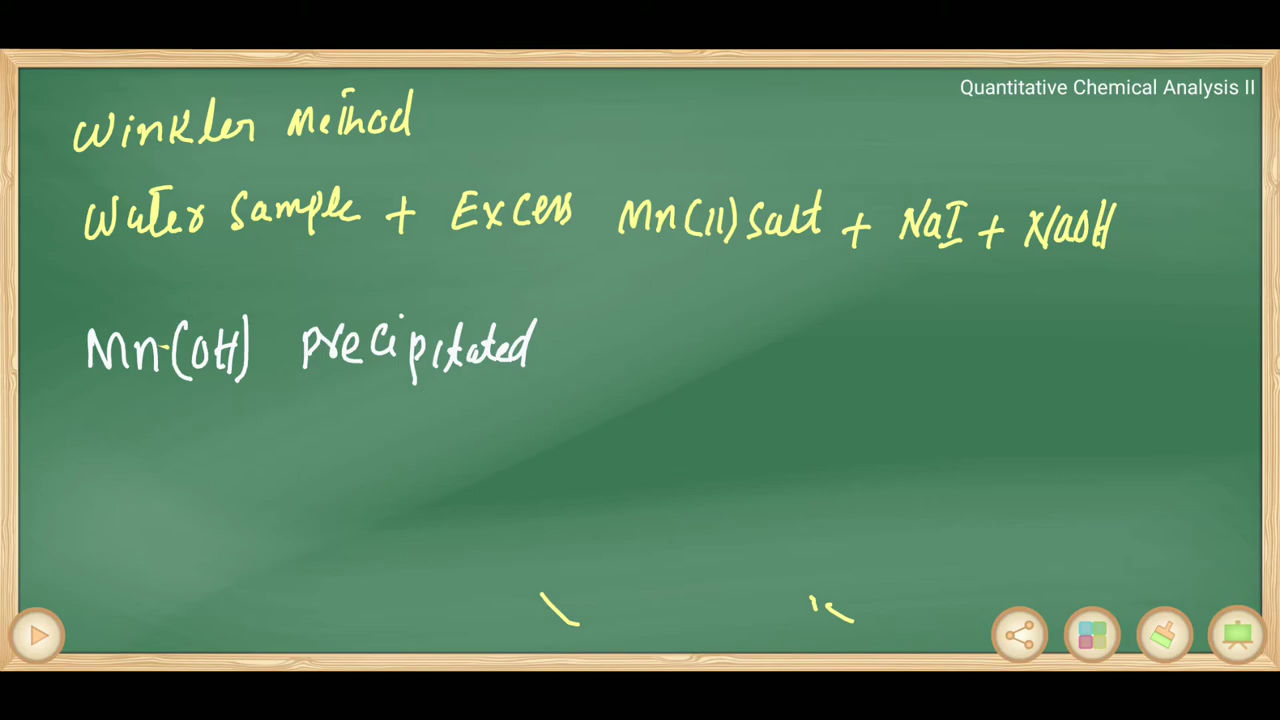 Quantitative Chemical Analysis II
Winkler Method
Water Sample + Excess Mn(II) Salt + NaI + NaOH
Mn(OH) precipitated